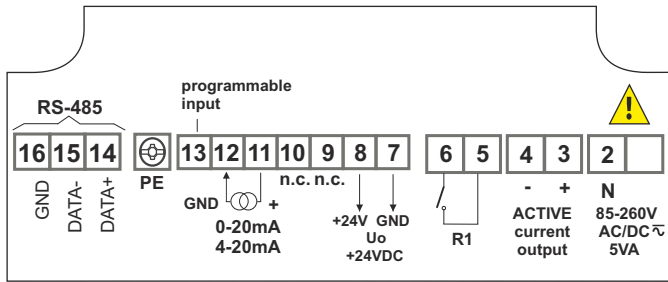 programmable
input
RS-485
16 15 14
PE
13 12 11 10 9 8 7
6 5
4 3
2
GND
DATA-
DATA+
n.c. n.c.
GND +
0-20mA
4-20mA
+24V GND
Uo
+24VDC
R1
- +
ACTIVE
current
output
N
85-260V
AC/DC
5VA
!